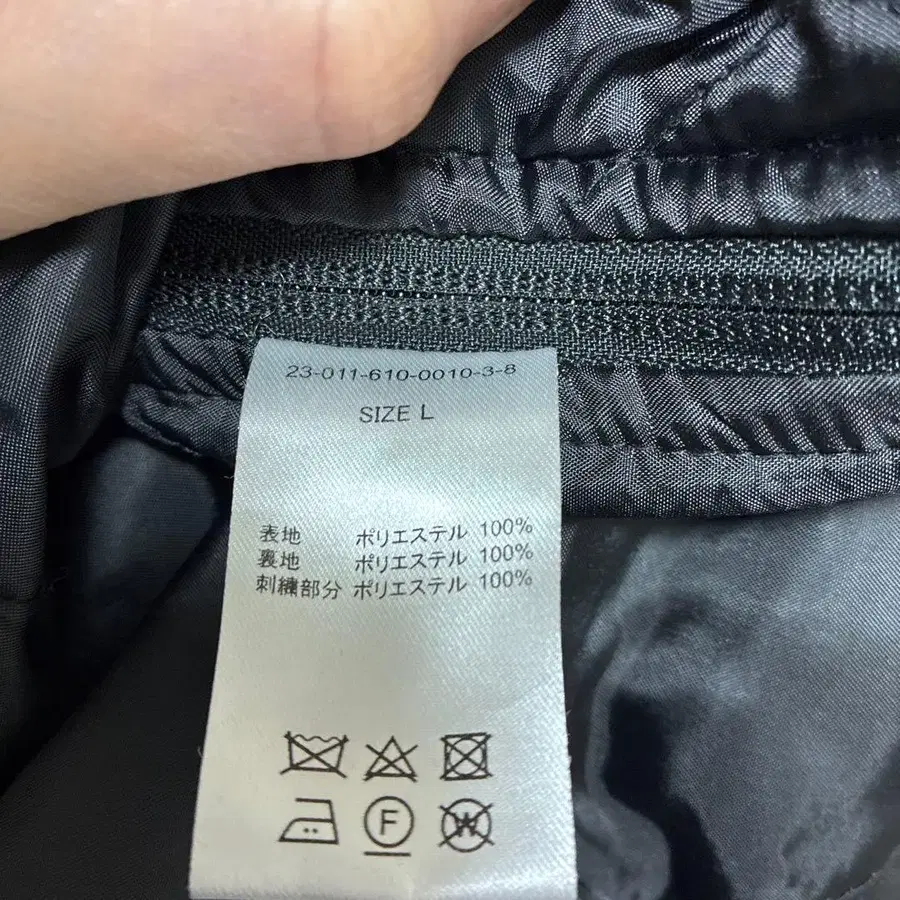 23-011-610-0010-3-8
SIZE L
表地 ポリエステル 100%
裏地 ポリエステル 100%
刺繍部分 ポリエステル 100%
F
W